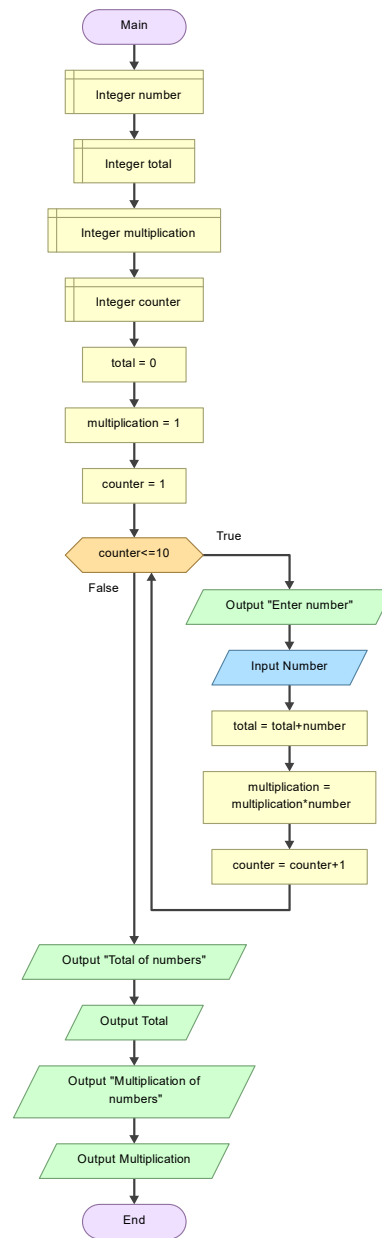 Main
Integer number
Integer total
Integer multiplication
Integer counter
total = 0
multiplication = 1
counter = 1
counter<=10
True
False
Output "Enter number"
Input Number
total = total+number
multiplication =
multiplication*number
counter = counter+1
Output "Total of numbers"
Output Total
Output "Multiplication of
numbers"
Output Multiplication
End